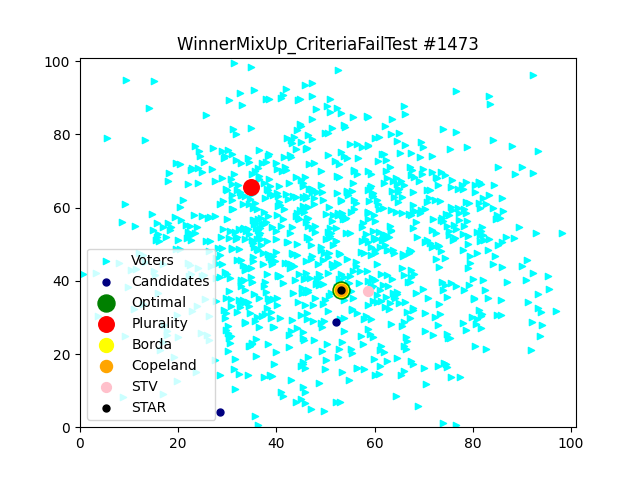 WinnerMixUp_CriteriaFailTest #1473
100
80
60
40
20
0
0
20
40
60
80
100
Voters
Candidates
Optimal
Plurality
Borda
Copeland
STV
STAR